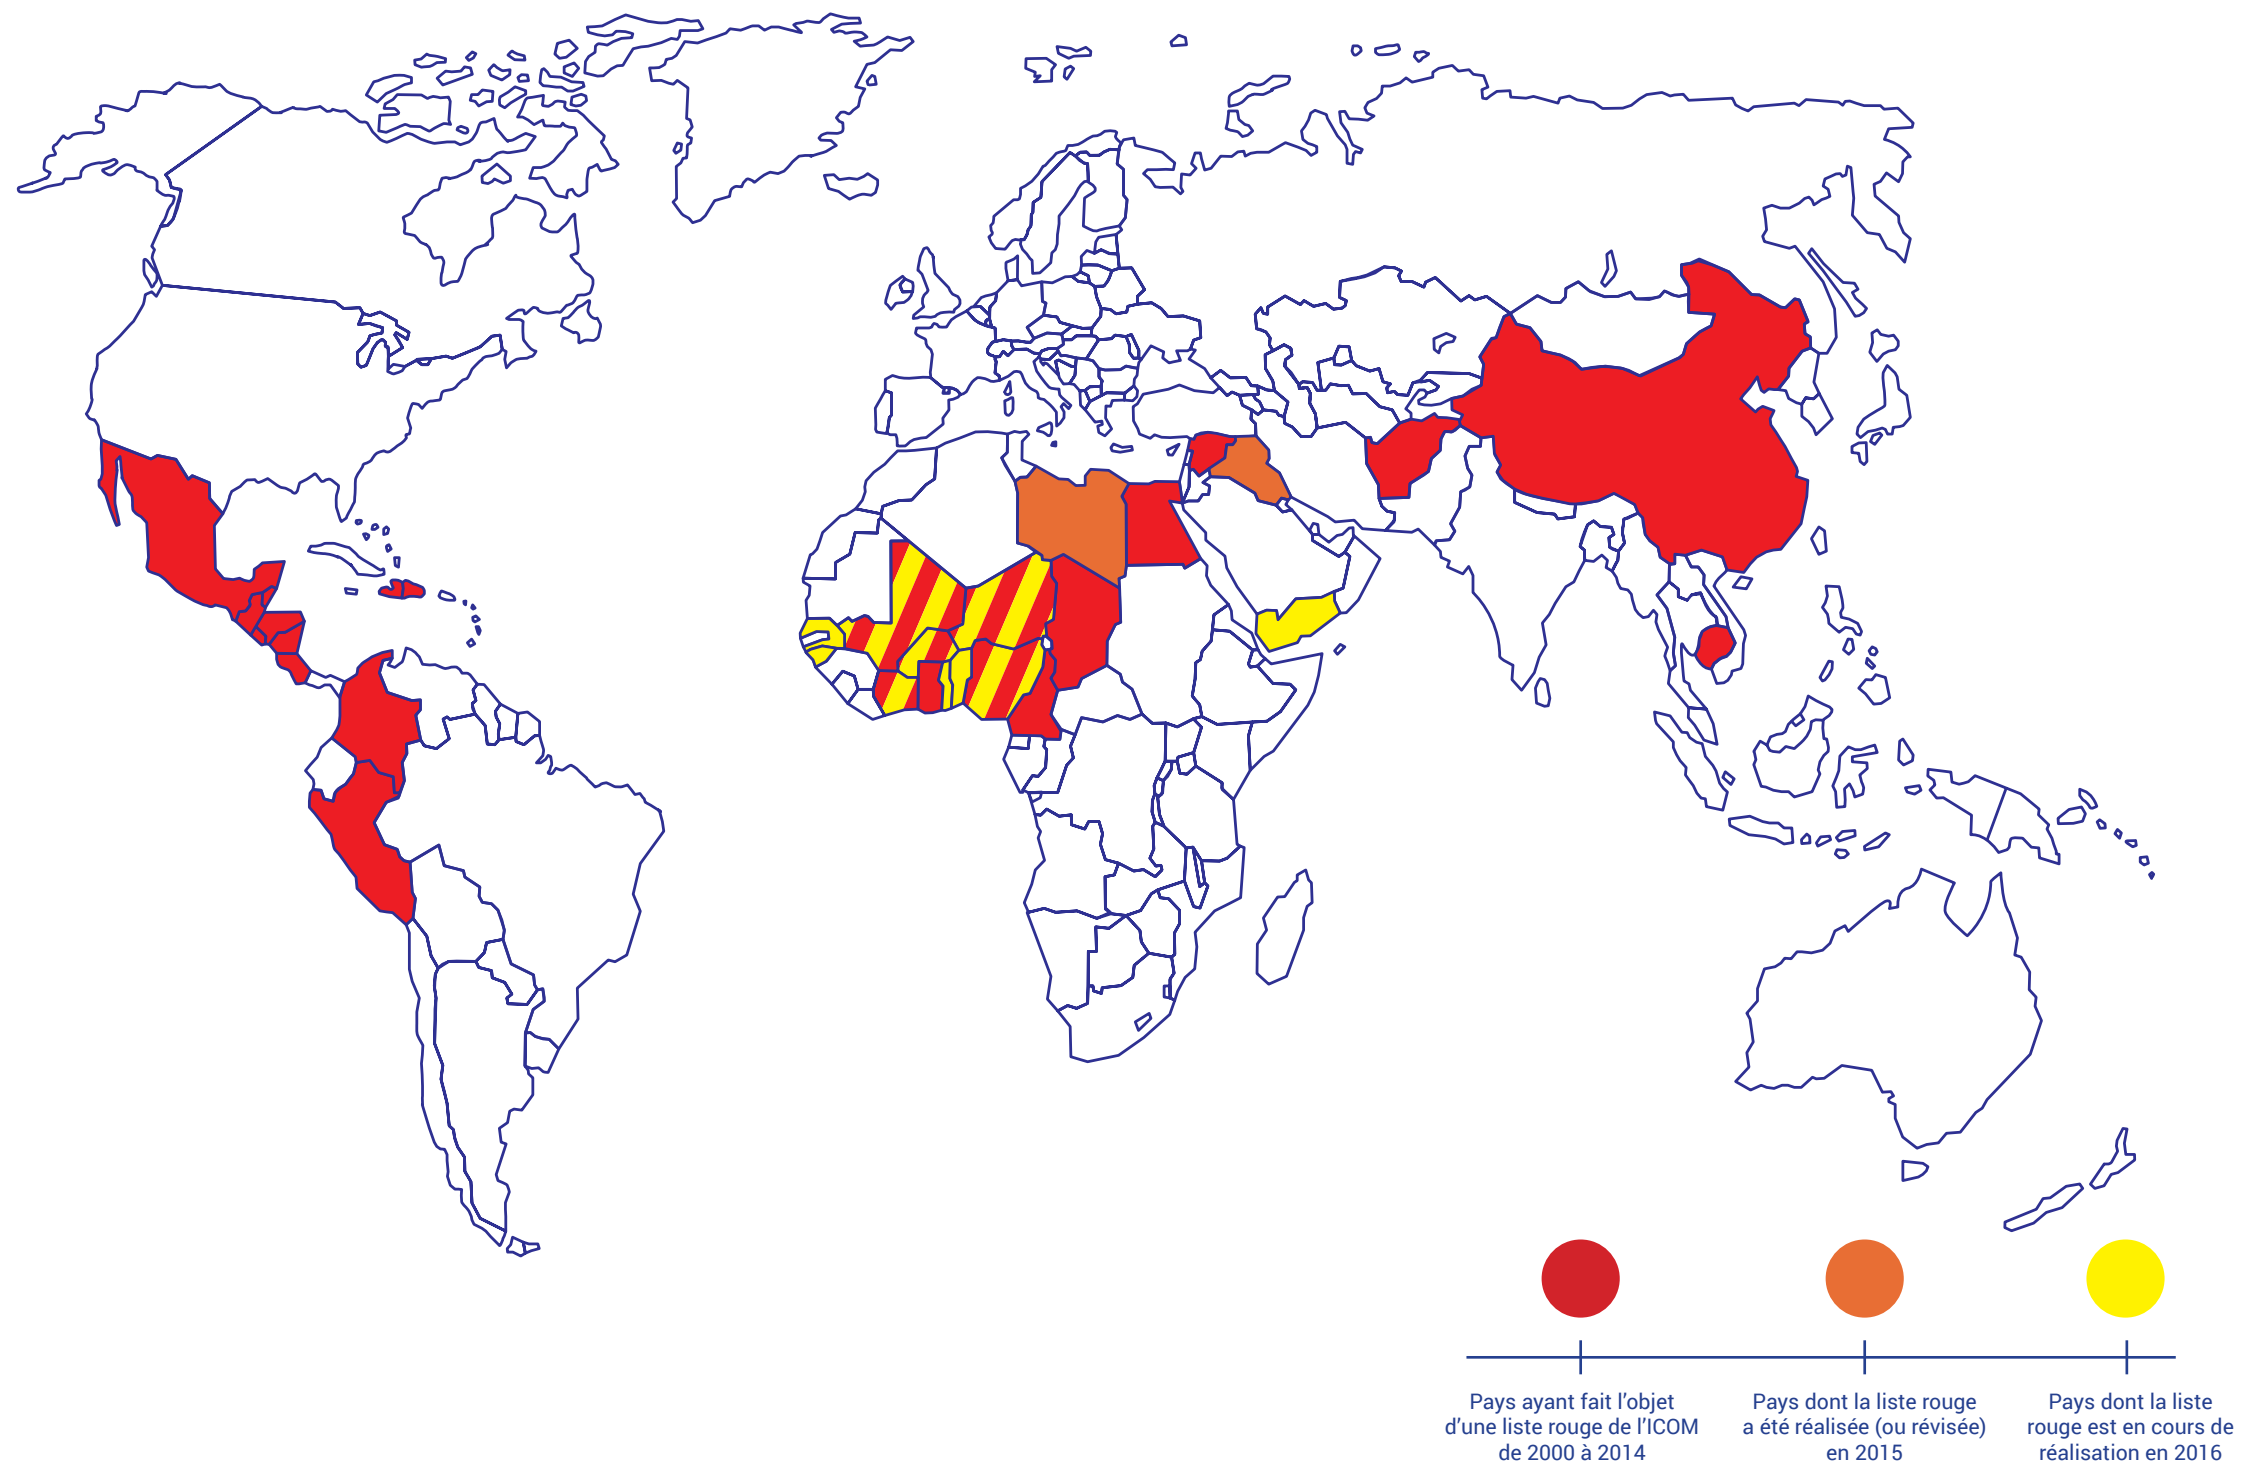 Pays ayant fait l’objet
d’une liste rouge de l’ICOM
de 2000 à 2014
Pays dont la liste rouge
a été réalisée (ou révisée)
en 2015
Pays dont la liste
rouge est en cours de
réalisation en 2016